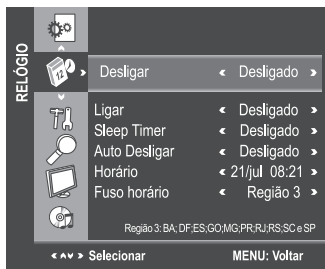 RELÓGIO
12
Desligar « Desligado »
Ligar « Desligado »
Sleep Timer « Desligado »
Auto Desligar « Desligado »
Horário « 21/jul 08:21 »
Fuso horário « Região 3 »
Região 3: BA; DF;ES;GO;MG;PR;RJ;RS;SC e SP
Selecionar MENU: Voltar